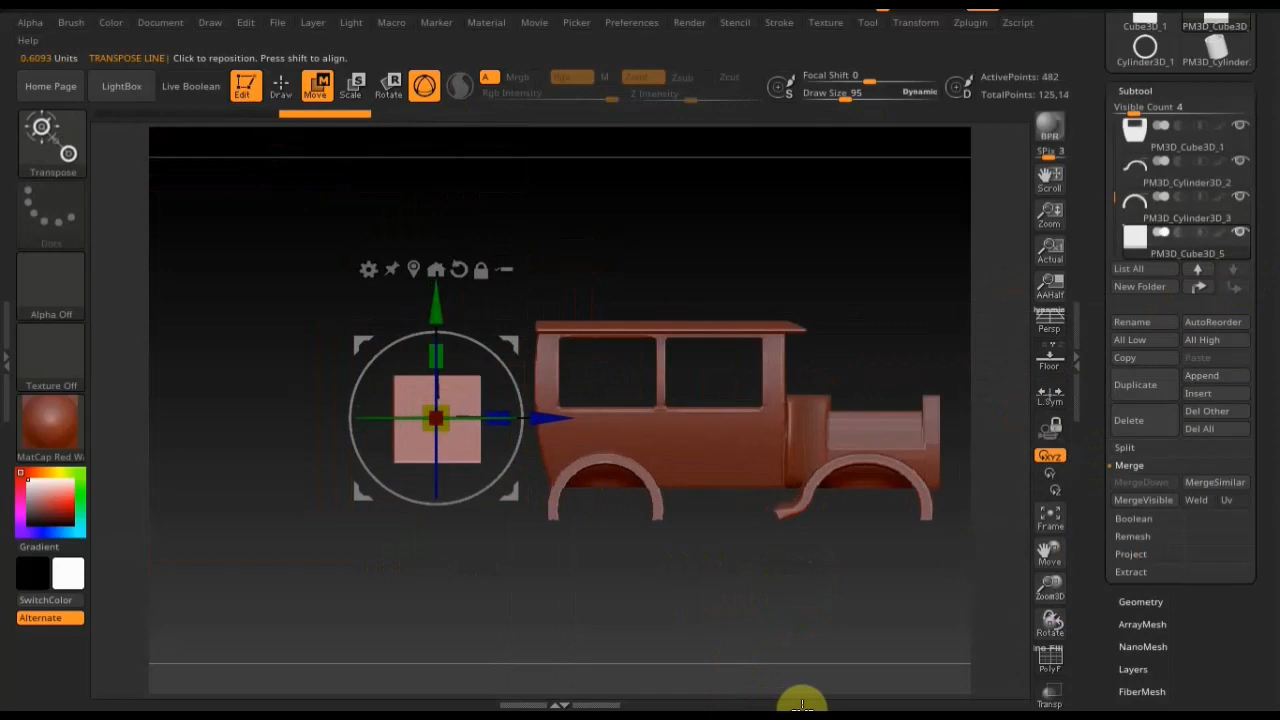 Alpha Brush Color Document Draw Edit File Layer Light Macro Marker Material Movie Picker Preferences Render Stencil Stroke Texture Tool Transform Zplugin Zscript
Help
0.6093 Units TRANSPOSE LINE| Click to reposition. Press shift to align.
Home Page LightBox Live Boolean Edit Draw Move Scale Rotate
A Mrgb Rgb M Zadd Zsub Zcut
Rgb Intensity Z Intensity
Focal Shift 0
Draw Size 95 Dynamic
ActivePoints: 482
TotalPoints: 125,14
Transpose
Dots
Alpha Off
Texture Off
MatCap Red Wa
Gradient
SwitchColor
Alternate
BPR
SPix 3
Scroll
Zoom
Actual
AAHalf
Dynamic
Persp
Floor
L.Sym
XYZ
Y
Z
Frame
Move
Zoom3D
Rotate
Line Fill
PolyF
Transp
Cube3D_1 PM3D_Cube3D_
Cylinder3D_1 PM3D_Cylinder.
Subtool
Visible Count 4
PM3D_Cube3D_1
PM3D_Cylinder3D_2
PM3D_Cylinder3D_3
PM3D_Cube3D_5
List All
New Folder
Rename AutoReorder
All Low All High
Copy Paste
Duplicate Append
Insert
Delete Del Other
Del All
Split
Merge
MergeDown MergeSimilar
MergeVisible Weld Uv
Boolean
Remesh
Project
Extract
Geometry
ArrayMesh
NanoMesh
Layers
FiberMesh